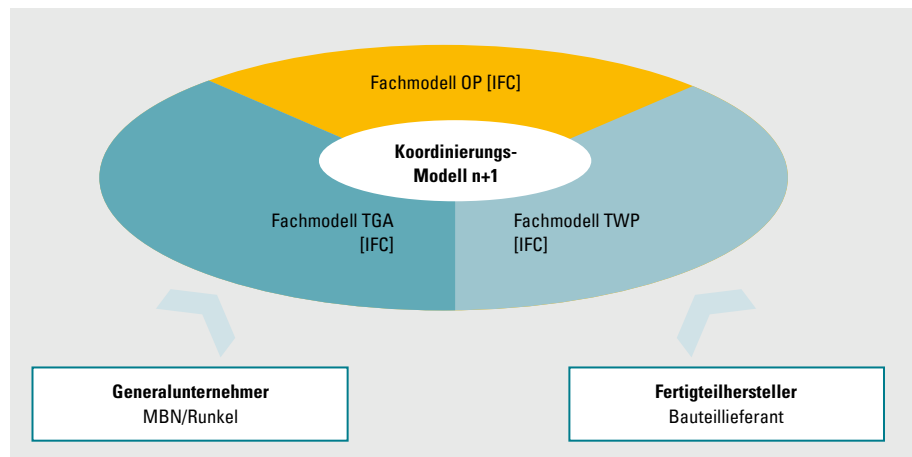 Fachmodell OP [IFC]
Koordinierungs-
Modell n+1
Fachmodell TGA
[IFC]
Fachmodell TWP
[IFC]
Generalunternehmer
MBN/Runkel
Fertigteilhersteller
Bauteillieferant